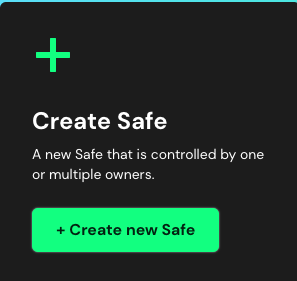 Create Safe
A new Safe that is controlled by one
or multiple owners.
+ Create new Safe